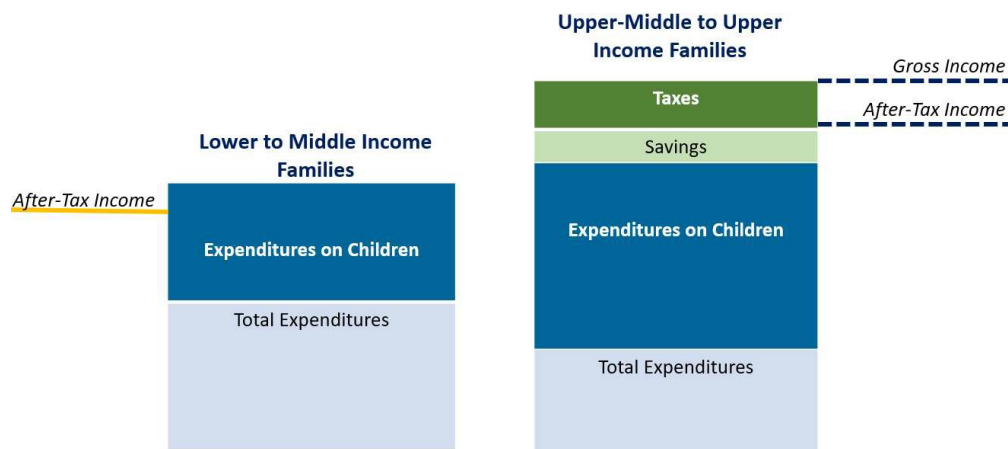 Lower to Middle Income
Families
After-Tax Income
Expenditures on Children
Total Expenditures
Upper-Middle to Upper
Income Families
Gross Income
Taxes
After-Tax Income
Savings
Expenditures on Children
Total Expenditures